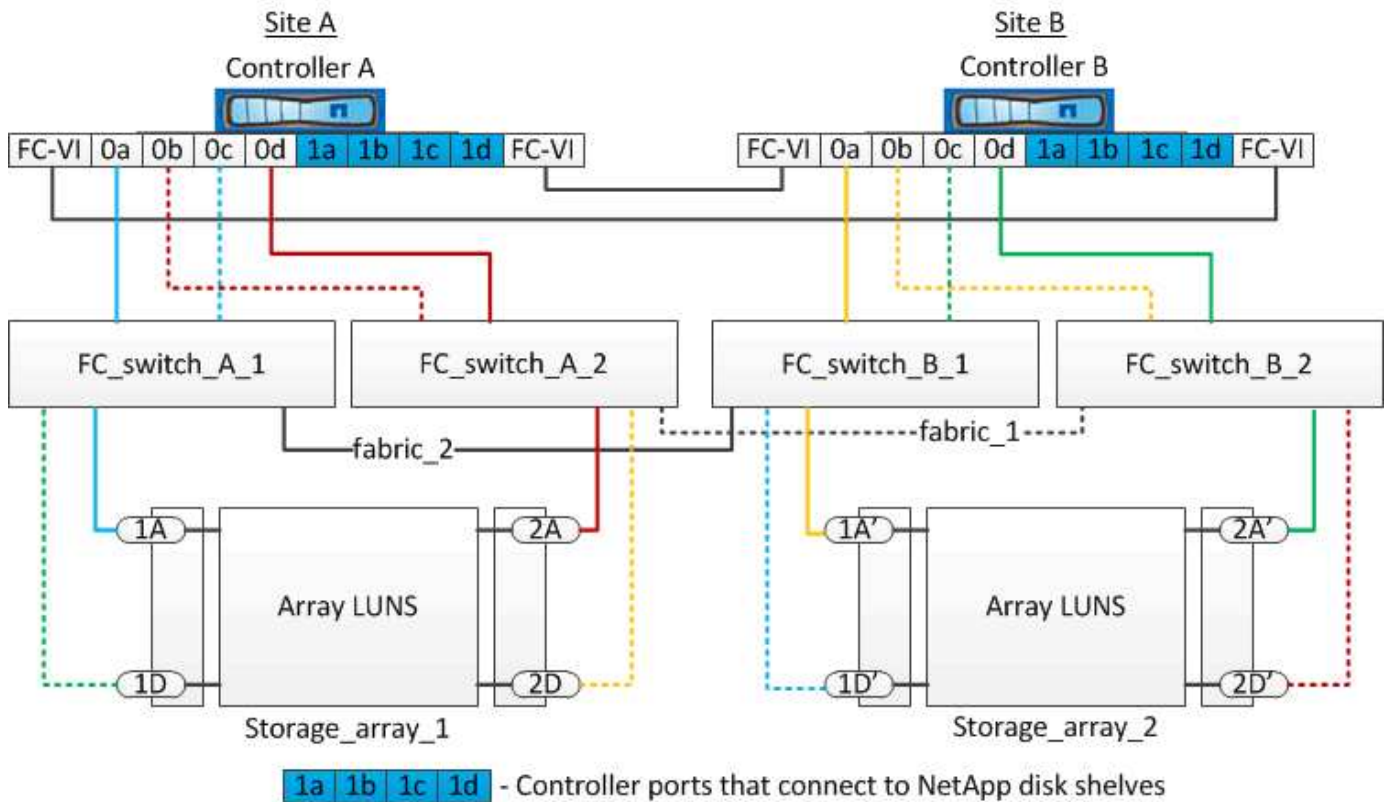 Site A
Site B
Controller A
Controller B
FC-VI 0a 0b 0c 0d 1a 1b 1c 1d FC-VI
FC-VI 0a 0b 0c 0d 1a 1b 1c 1d FC-VI
FC_switch_A_1
FC_switch_A_2
FC_switch_B_1
FC_switch_B_2
fabric_1
fabric_2
1A
2A
1A’
2A’
Array LUNS
Array LUNS
1D
2D
1D’
2D’
Storage_array_1
Storage_array_2
1a 1b 1c 1d - Controller ports that connect to NetApp disk shelves